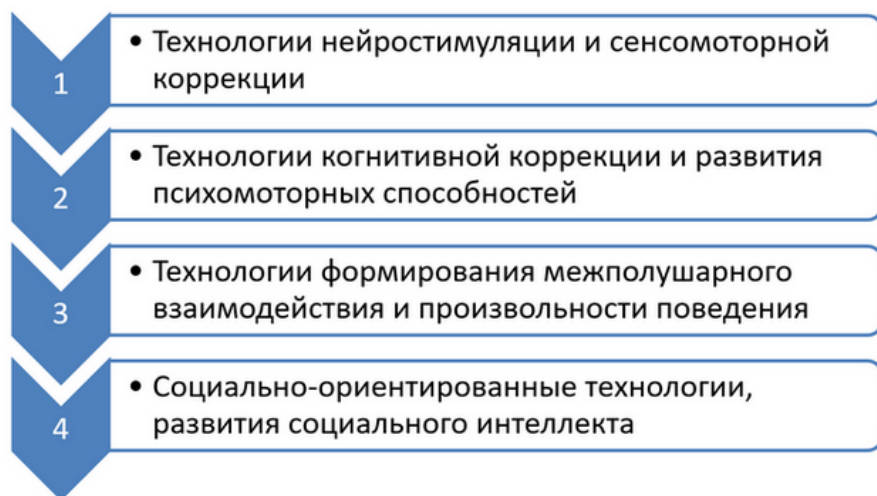 1
• Технологии нейростимуляции и сенсомоторной
коррекции
2
• Технологии когнитивной коррекции и развития
психомоторных способностей
3
• Технологии формирования межполушарного
взаимодействия и произвольности поведения
4
• Социально-ориентированные технологии,
развития социального интеллекта